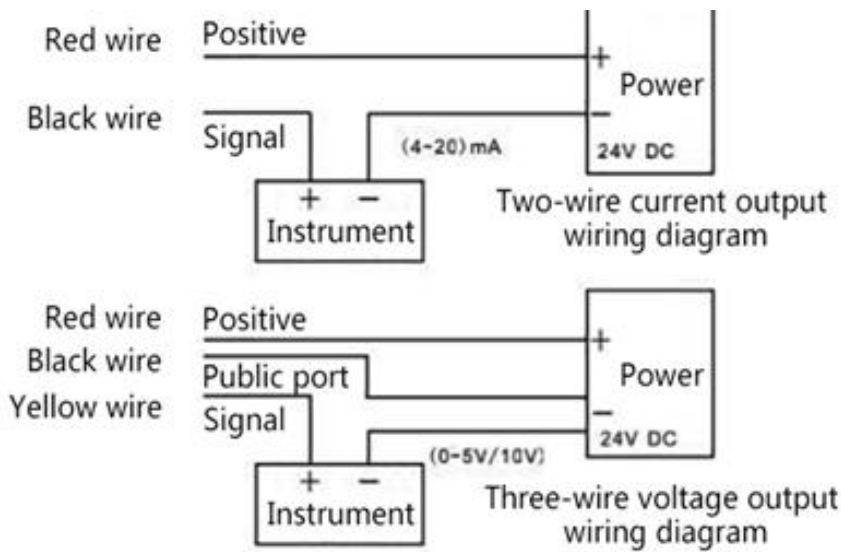 Red wire Positive
+
Power
Black wire
Signal
(4-20)mA
−
24V DC
+ −
Instrument
Two-wire current output
wiring diagram
Red wire Positive
+
Black wire
Public port
Power
Yellow wire
Signal
−
24V DC
(0-5V/10V)
+ −
Instrument
Three-wire voltage output
wiring diagram